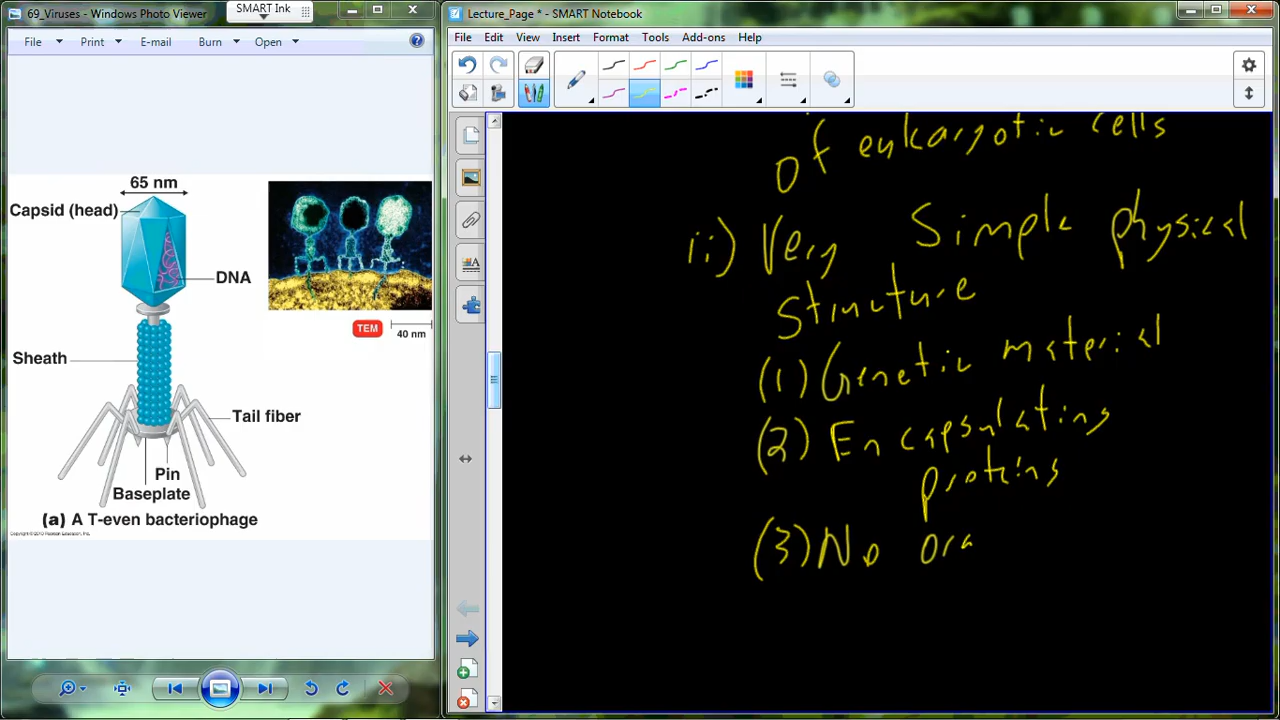 69_Viruses - Windows Photo Viewer
SMART Ink
File Print E-mail Burn Open
65 nm
Capsid (head)
DNA
TEM
40 nm
Sheath
Tail fiber
Pin
Baseplate
(a) A T-even bacteriophage
Lecture_Page * - SMART Notebook
File Edit View Insert Format Tools Add-ons Help
of eukaryotic cells
ii) Very Simple physical
structure
(1) Genetic material
(2) Encapsulating
proteins
(3) No